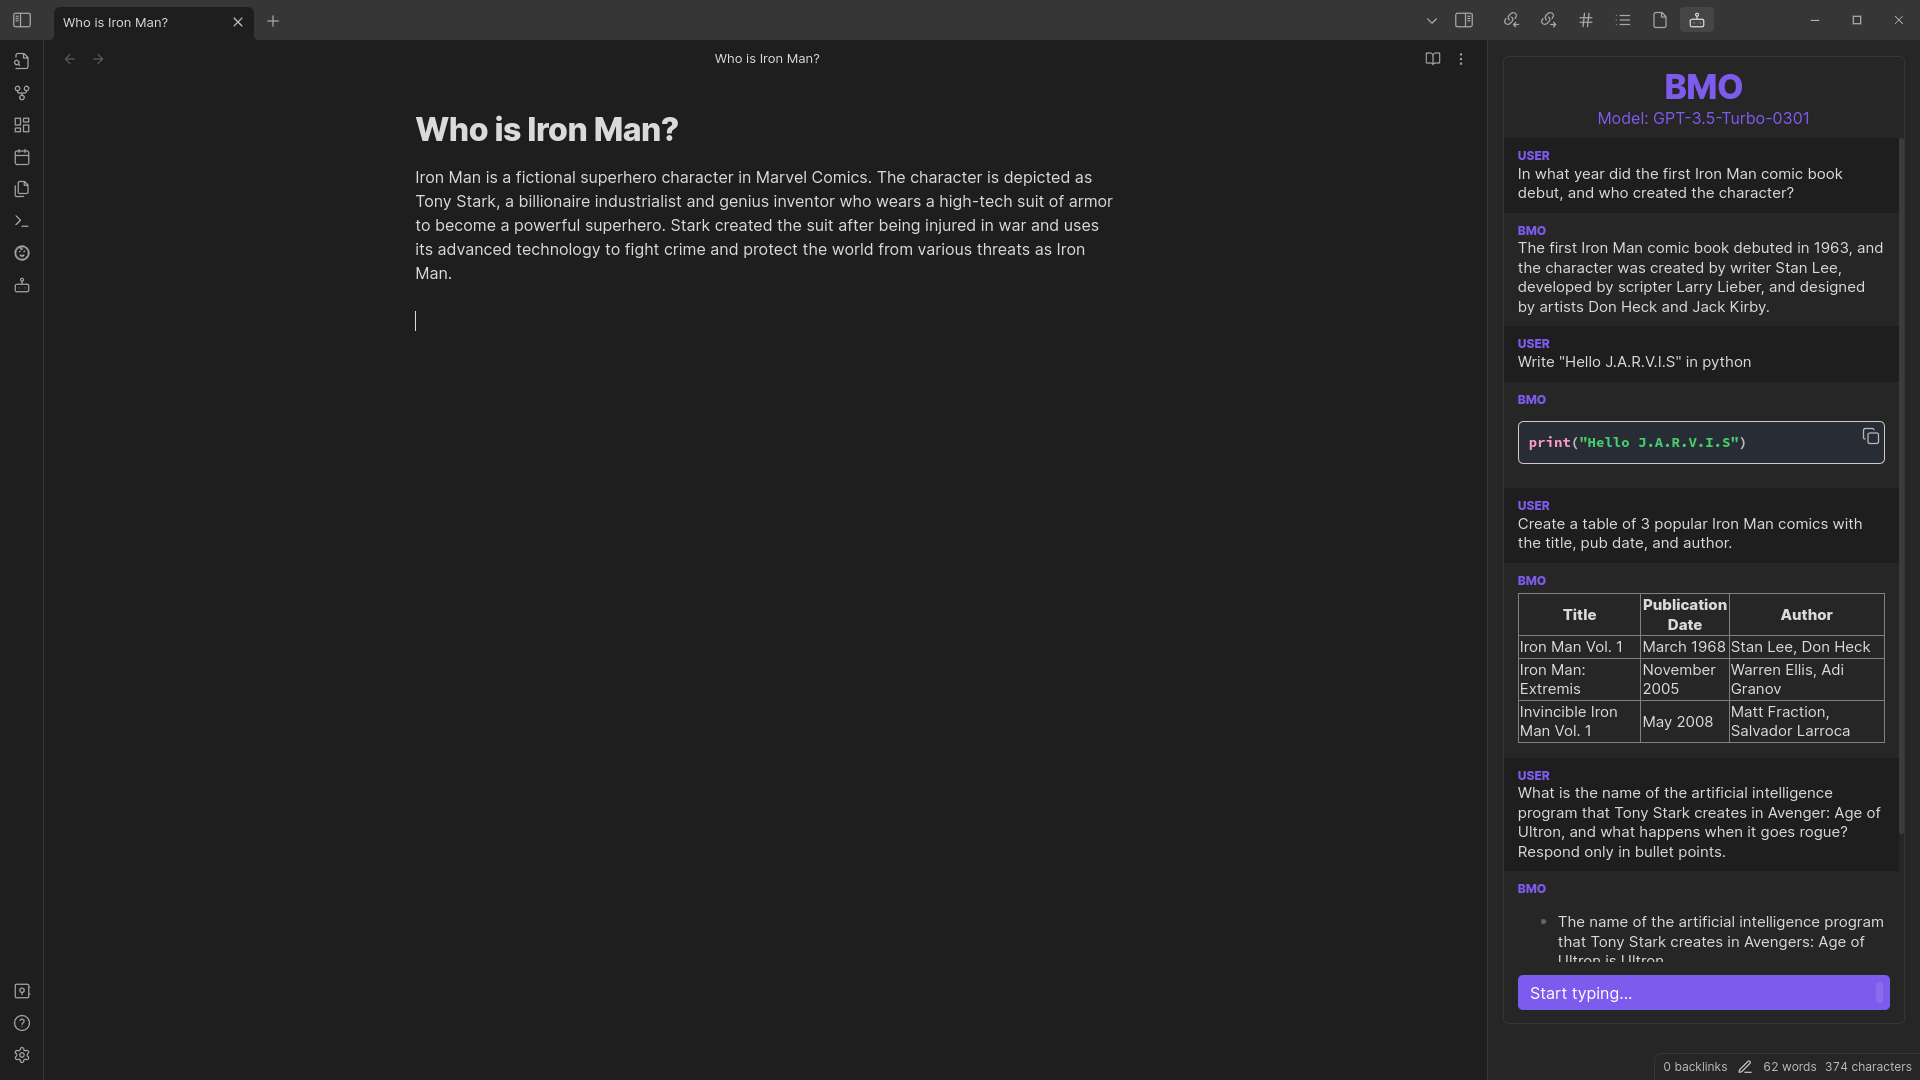 Who is Iron Man?
Who is Iron Man?
Who is Iron Man?
Iron Man is a fictional superhero character in Marvel Comics. The character is depicted as
Tony Stark, a billionaire industrialist and genius inventor who wears a high-tech suit of armor
to become a powerful superhero. Stark created the suit after being injured in war and uses
its advanced technology to fight crime and protect the world from various threats as Iron
Man.
BMO
Model: GPT-3.5-Turbo-0301
USER
In what year did the first Iron Man comic book
debut, and who created the character?
BMO
The first Iron Man comic book debuted in 1963, and
the character was created by writer Stan Lee,
developed by scripter Larry Lieber, and designed
by artists Don Heck and Jack Kirby.
USER
Write "Hello J.A.R.V.I.S" in python
BMO
print("Hello J.A.R.V.I.S")
USER
Create a table of 3 popular Iron Man comics with
the title, pub date, and author.
BMO
Title Publication Date Author
Iron Man Vol. 1 March 1968 Stan Lee, Don Heck
Iron Man: Extremis November 2005 Warren Ellis, Adi Granov
Invincible Iron Man Vol. 1 May 2008 Matt Fraction, Salvador Larroca
USER
What is the name of the artificial intelligence
program that Tony Stark creates in Avenger: Age of
Ultron, and what happens when it goes rogue?
Respond only in bullet points.
BMO
• The name of the artificial intelligence program
that Tony Stark creates in Avengers: Age of
Ultron is Ultron.
Start typing...
0 backlinks 62 words 374 characters